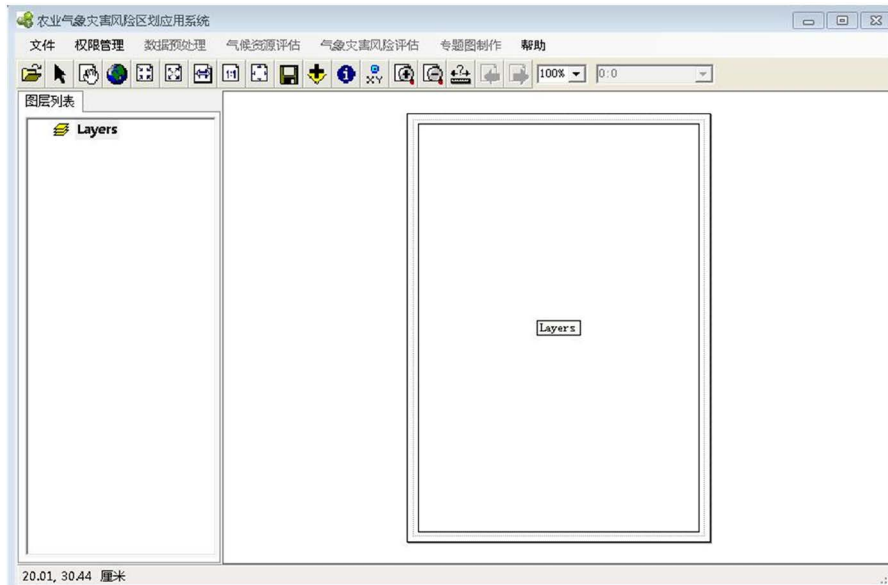 农业气象灾害风险区划应用系统
文件 权限管理 数据预处理 气候资源评估 气象灾害风险评估 专题图制作 帮助
1:1 XY 100% 0:0
图层列表
Layers
Layers
20.01, 30.44 厘米